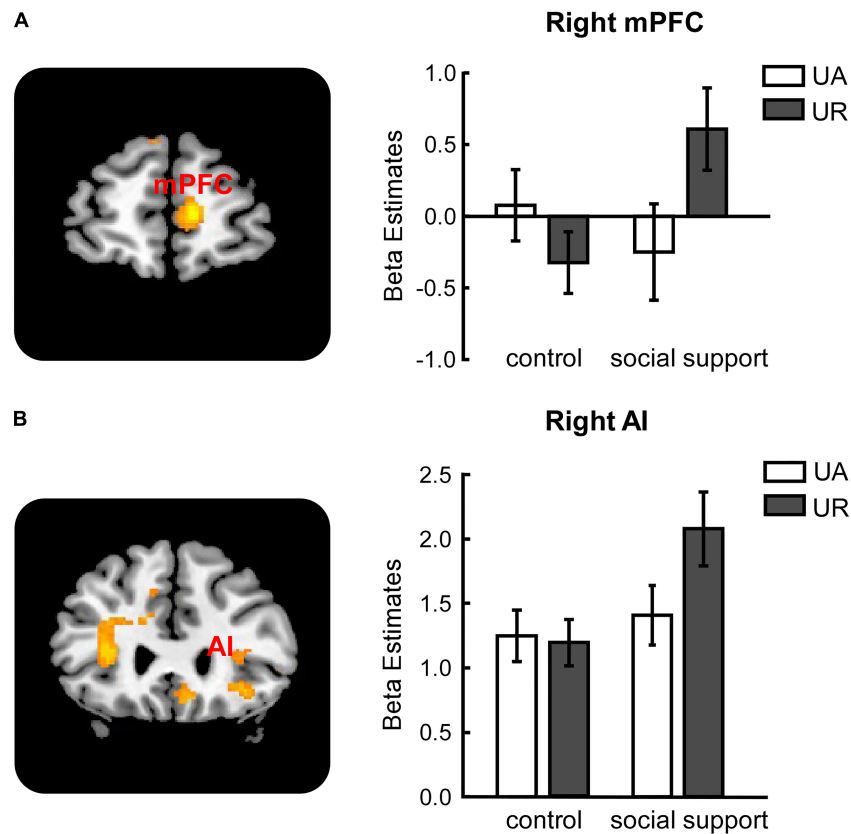 A
Right mPFC
mPFC
1.0
0.5
0.0
-0.5
-1.0
Beta Estimates
control
social support
UA
UR
B
Right AI
AI
2.5
2.0
1.5
1.0
0.5
0.0
Beta Estimates
control
social support
UA
UR